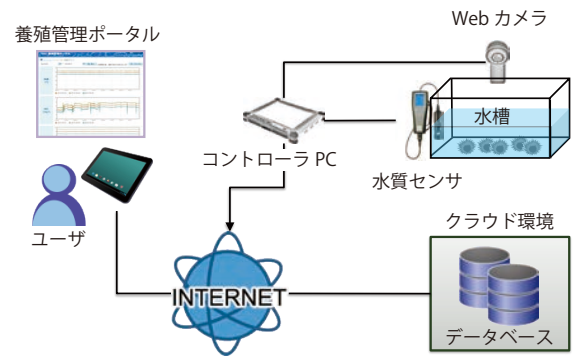 養殖管理ポータル
Web カメラ
水槽
コントローラ PC
水質センサ
ユーザ
クラウド環境
INTERNET
データベース